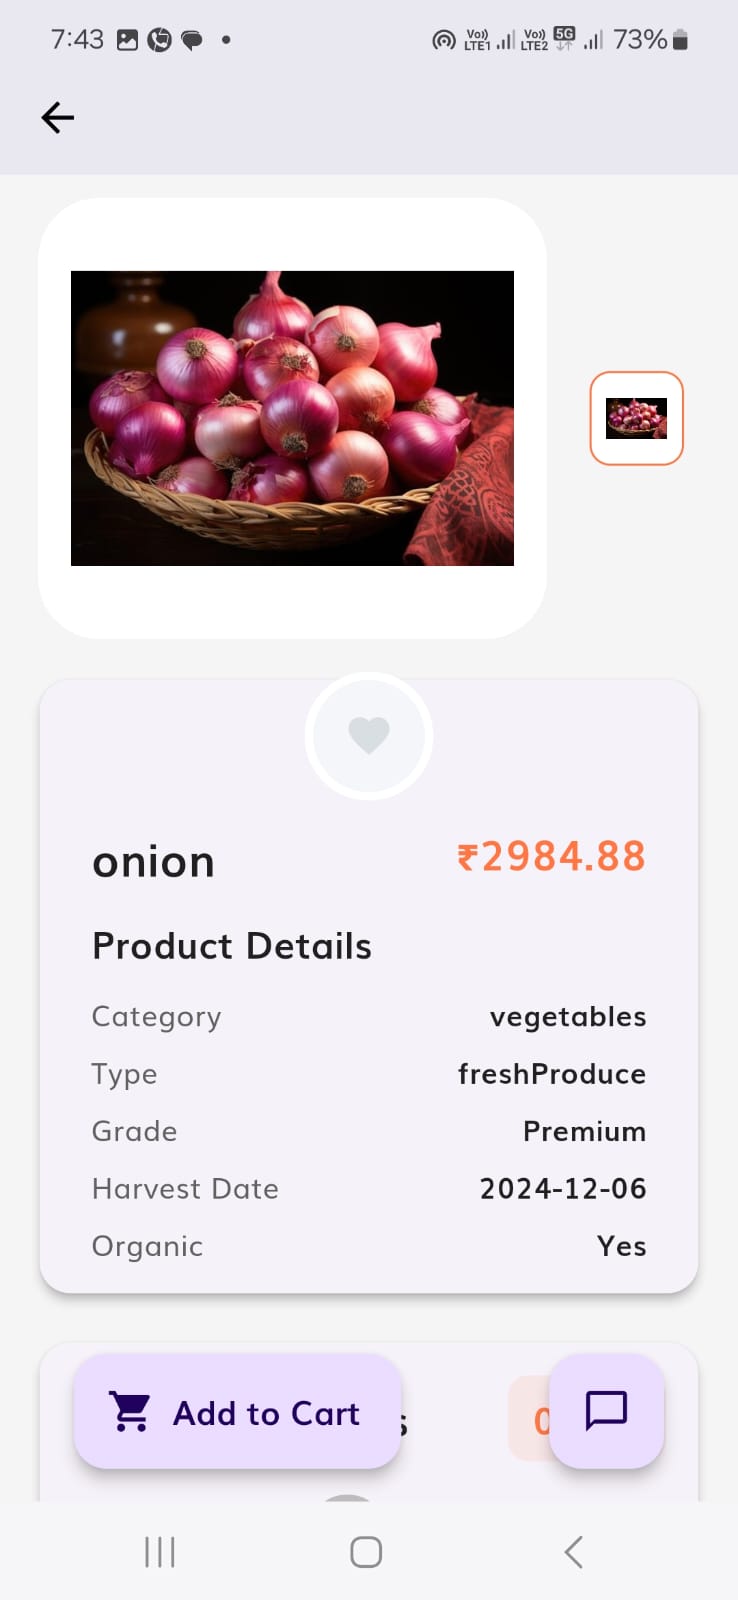 7:43 Vo)) LTE1 Vo)) LTE2 5G 73%
onion ₹2984.88
Product Details
Category vegetables
Type freshProduce
Grade Premium
Harvest Date 2024-12-06
Organic Yes
Add to Cart s 0